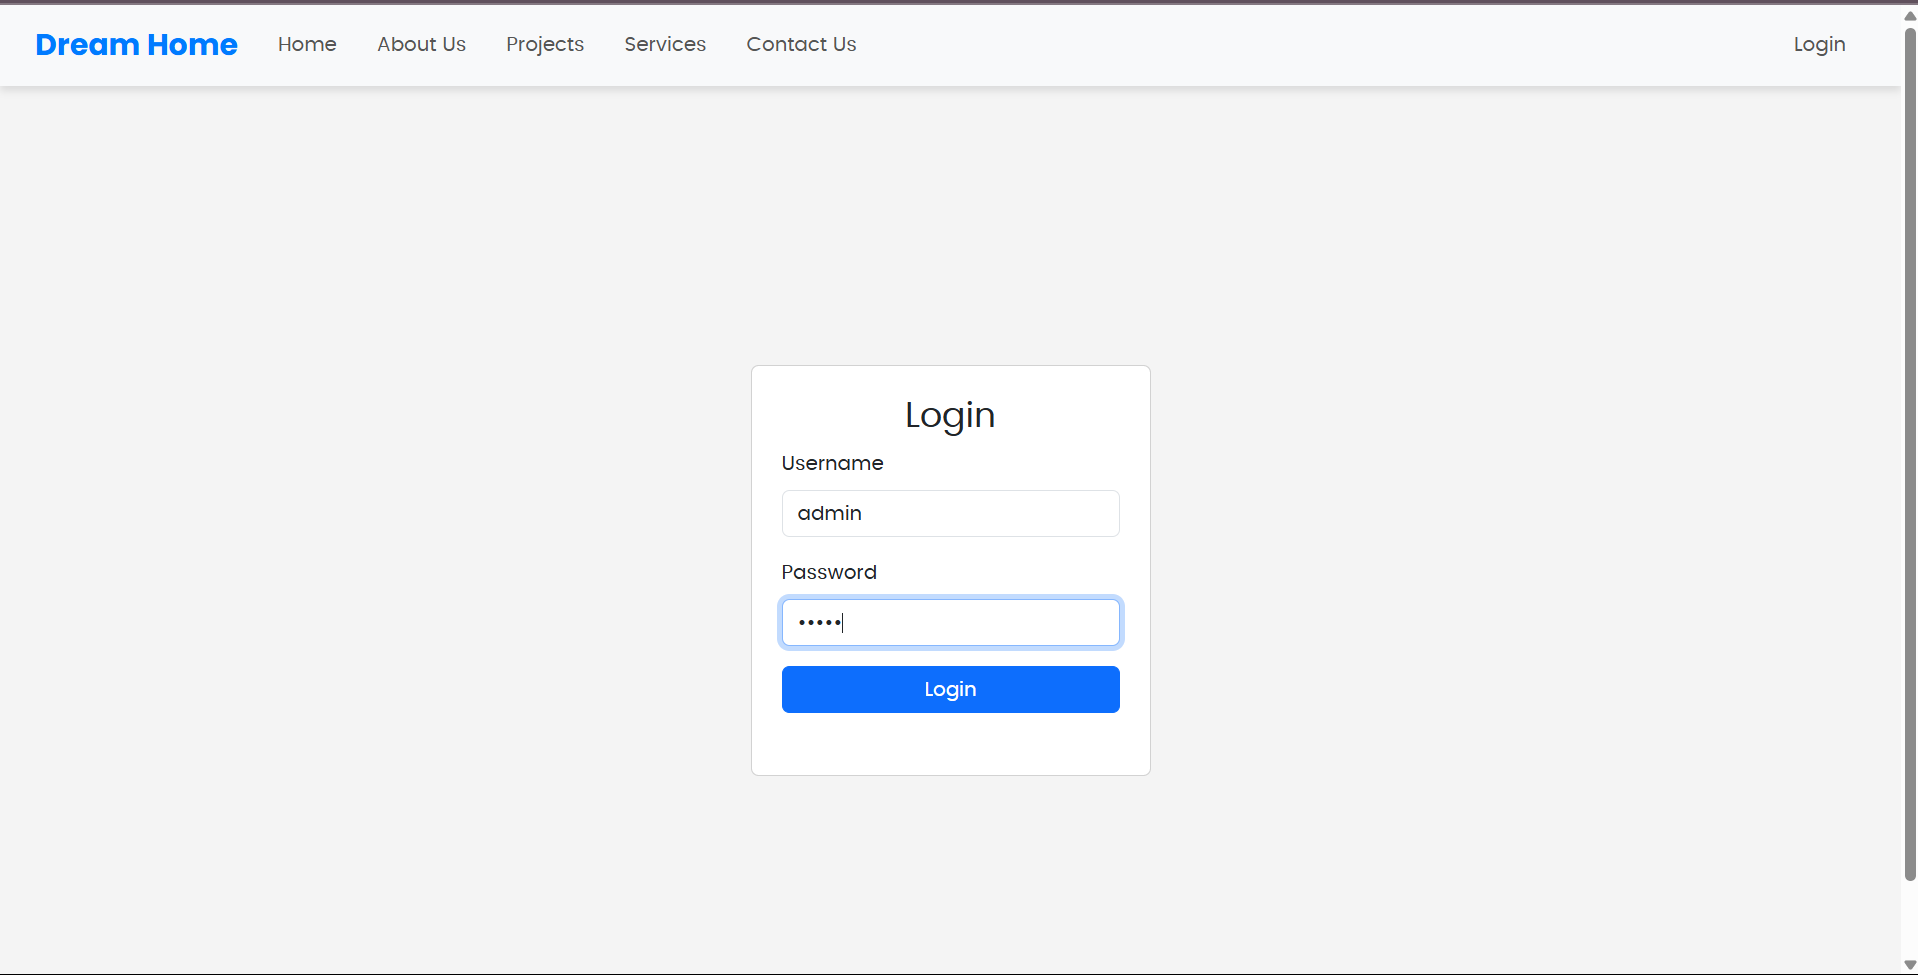 Dream Home Home About Us Projects Services Contact Us Login
Login
Username
admin
Password
•••••
Login